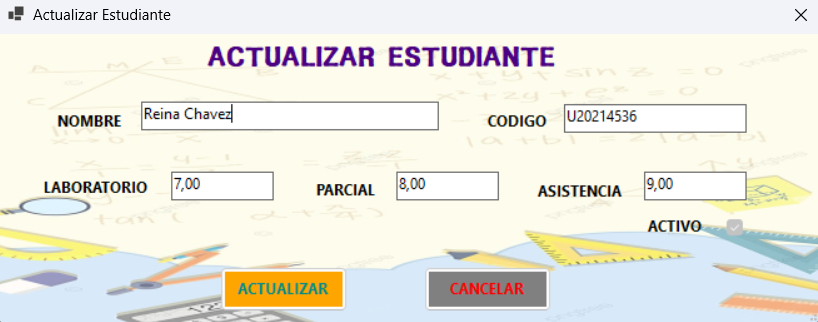 Actualizar Estudiante
ACTUALIZAR ESTUDIANTE
NOMBRE Reina Chavez CODIGO U20214536
LABORATORIO 7,00 PARCIAL 8,00 ASISTENCIA 9,00
ACTIVO
ACTUALIZAR CANCELAR